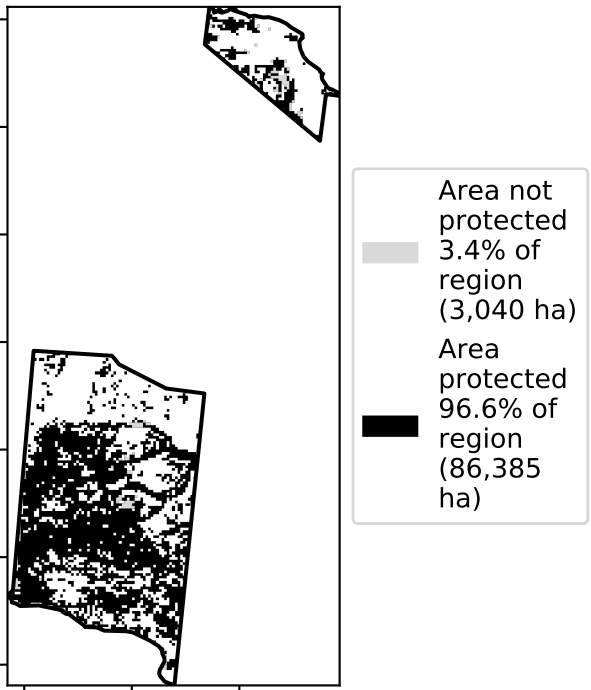 Area not
protected
3.4% of
region
(3,040 ha)
Area
protected
96.6% of
region
(86,385
ha)